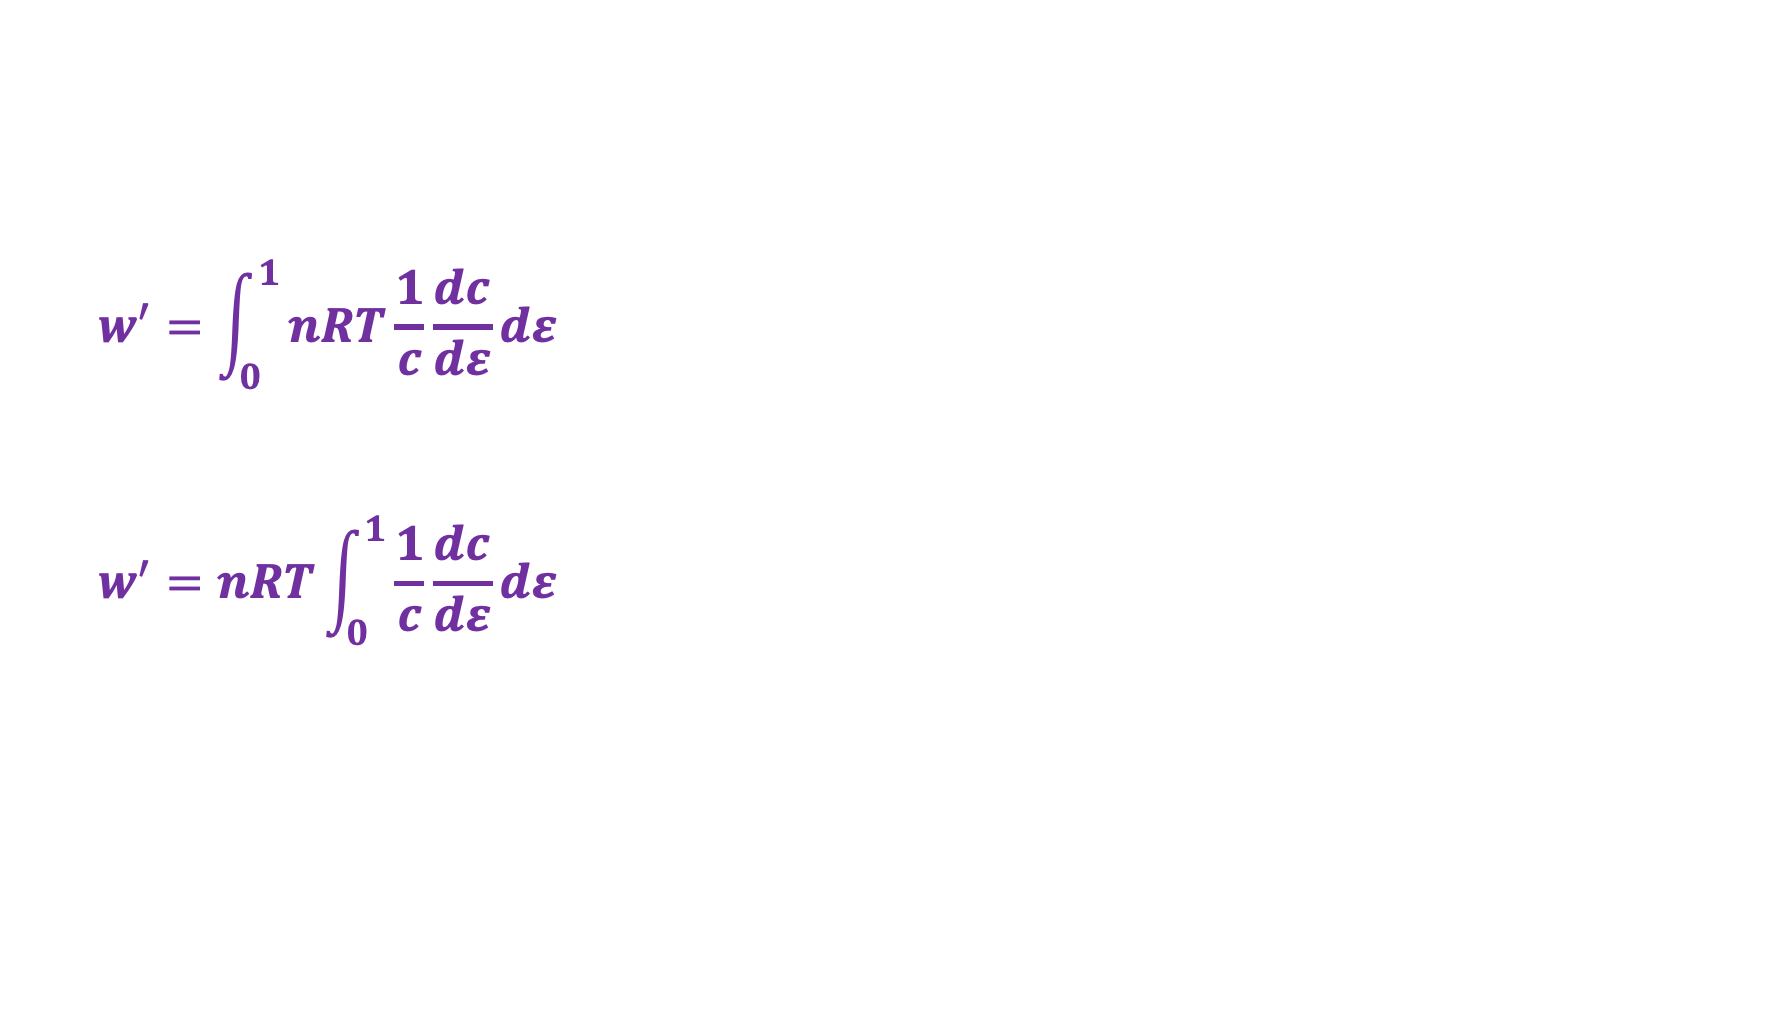 w′ = ∫₀¹ nRT 1/c dc/dε dε
w′ = nRT ∫₀¹ 1/c dc/dε dε